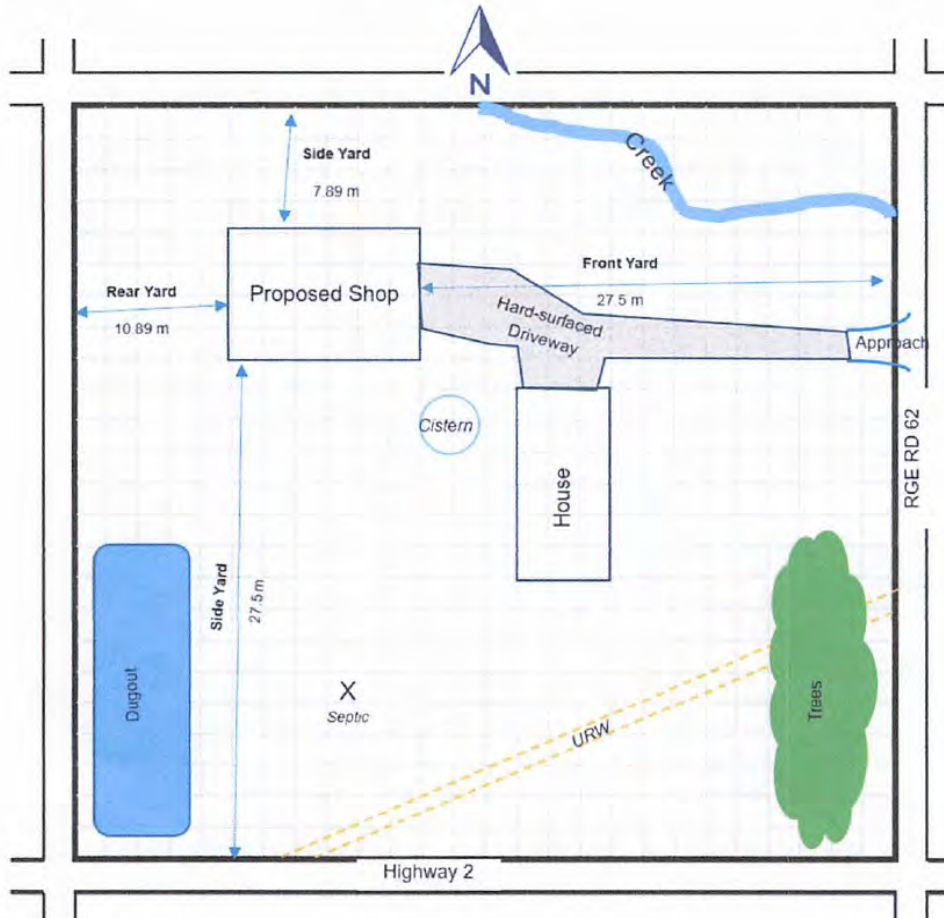 N
Creek
Side Yard
7.89 m
Front Yard
27.5 m
Rear Yard
10.89 m
Proposed Shop
Hard-surfaced
Driveway
Approach
Cistern
House
RGE RD 62
Side Yard
27.5 m
Dugout
X
Septic
URW
Trees
Highway 2